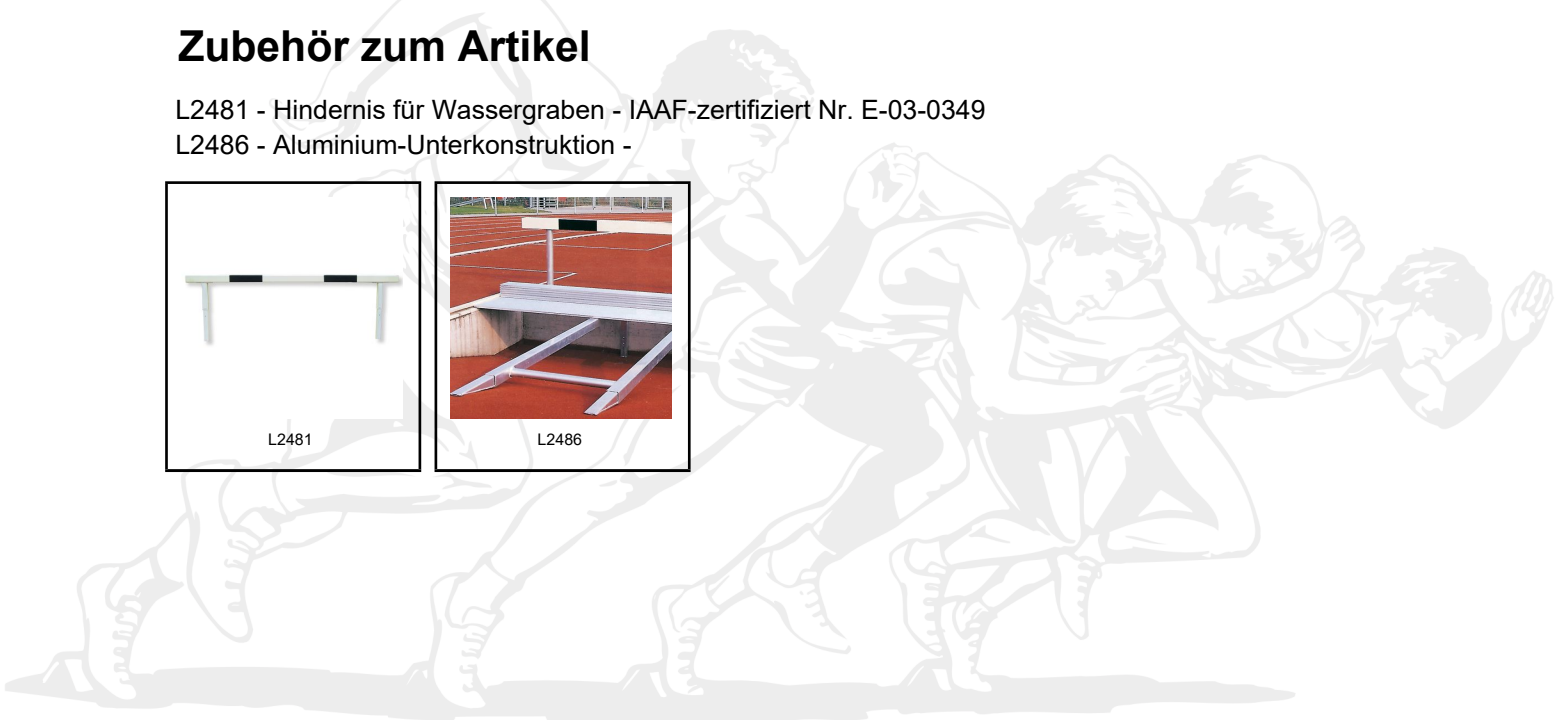 Zubehör zum Artikel
L2481 - Hindernis für Wassergraben - IAAF-zertifiziert Nr. E-03-0349
L2486 - Aluminium-Unterkonstruktion -
L2481
L2486